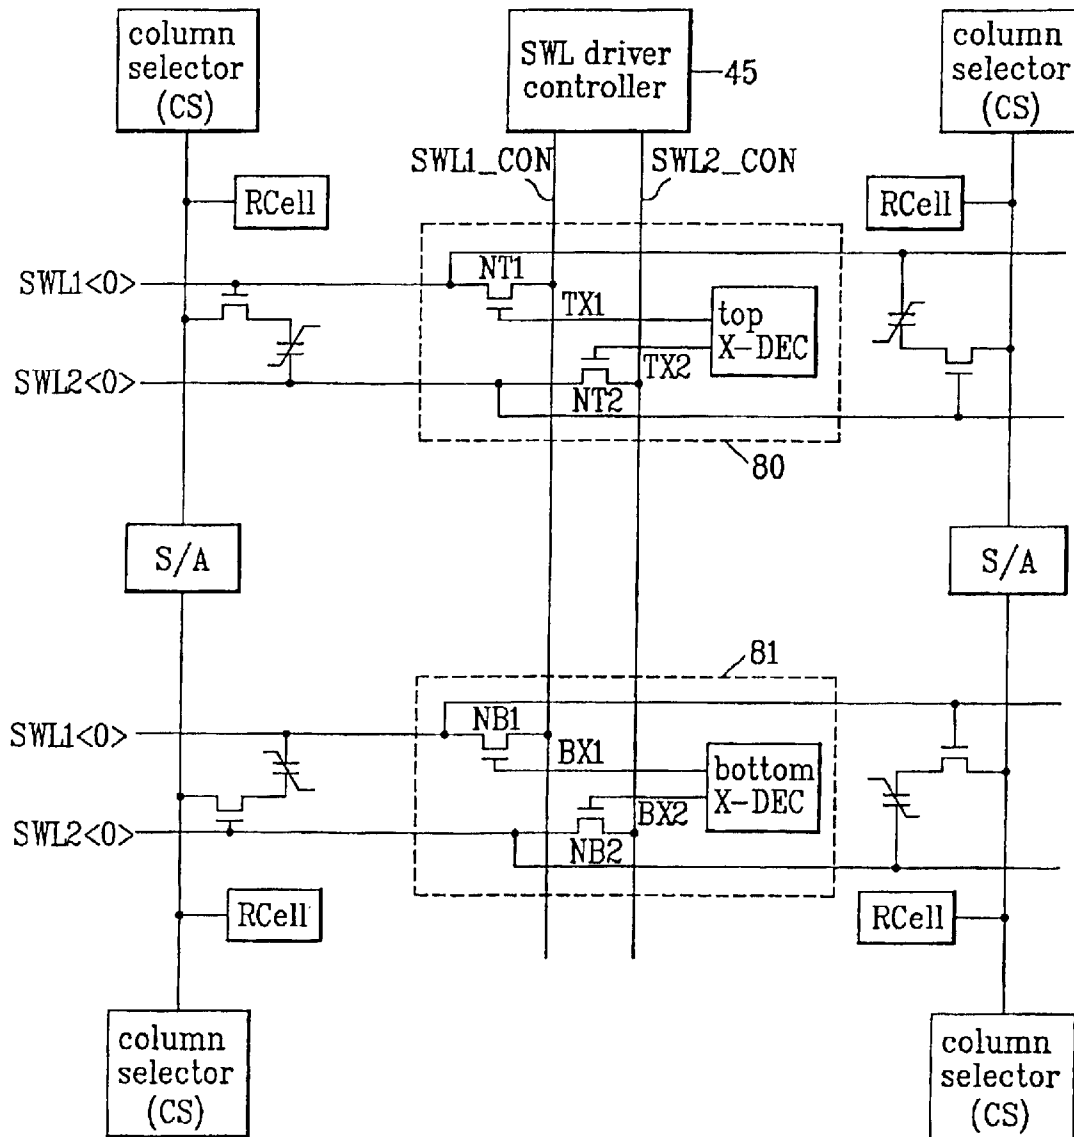 column
selector
(CS)
SWL driver
controller
45
column
selector
(CS)
SWL1_CON
SWL2_CON
RCell
RCell
SWL1<0>
NT1
TX1
top
X-DEC
SWL2<0>
TX2
NT2
80
S/A
S/A
81
SWL1<0>
NB1
BX1
bottom
X-DEC
SWL2<0>
BX2
NB2
RCell
RCell
column
selector
(CS)
column
selector
(CS)